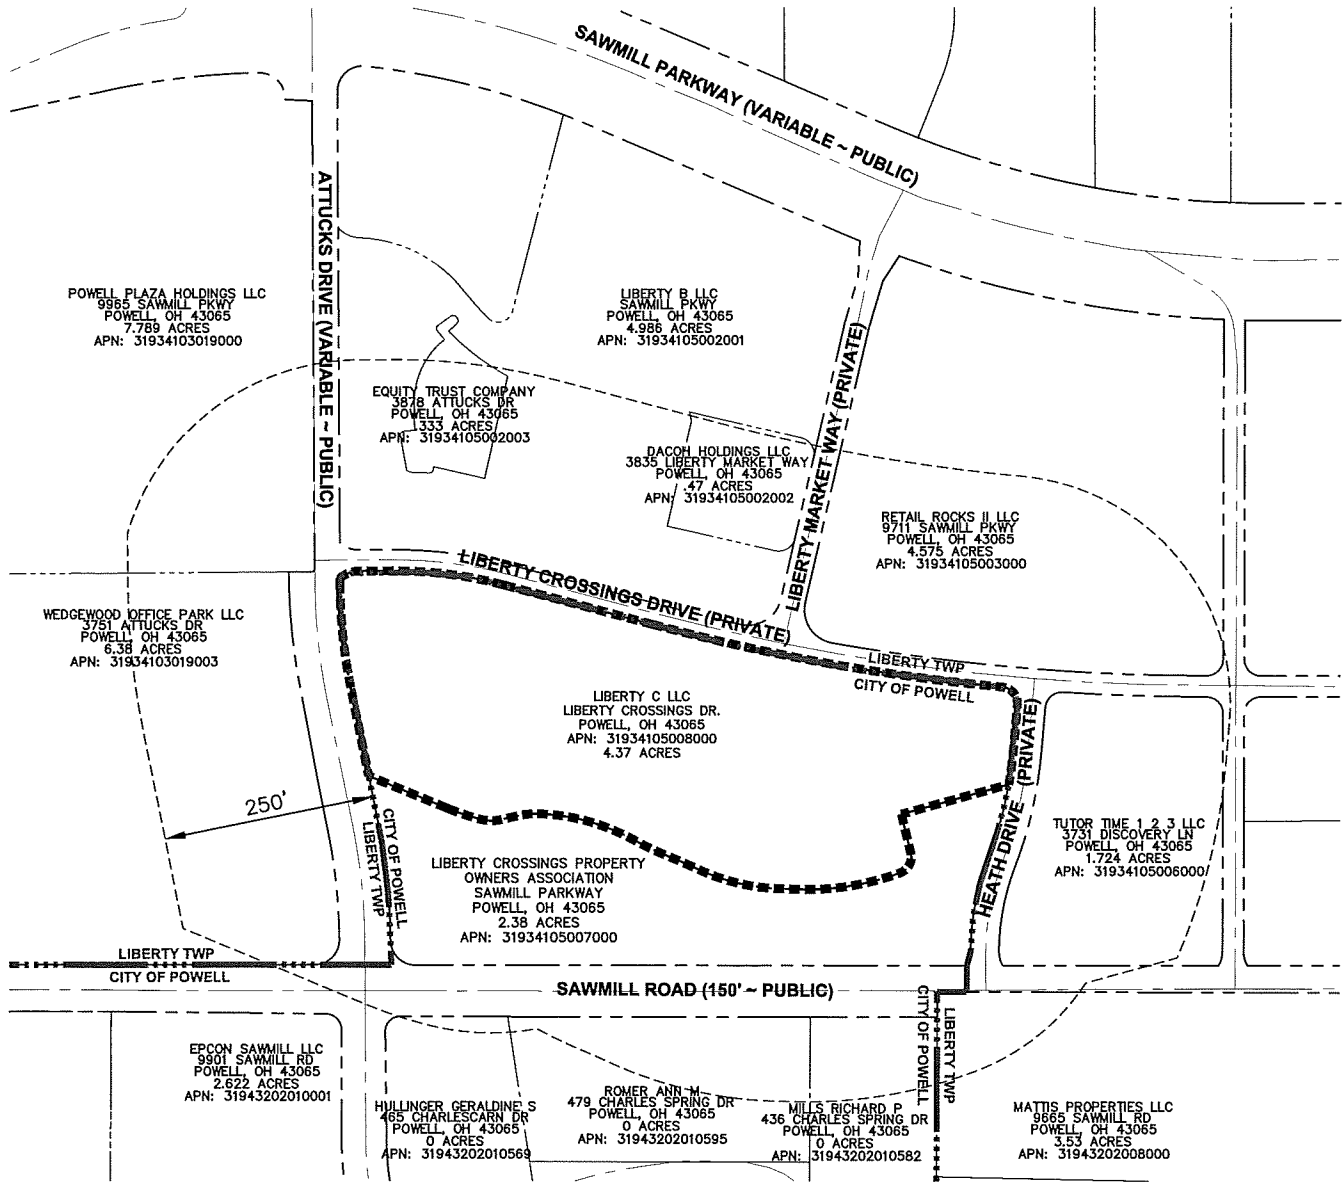 SAWMILL PARKWAY (VARIABLE ~ PUBLIC)
ATTUCKS DRIVE (VARIABLE ~ PUBLIC)
POWELL PLAZA HOLDINGS LLC
9965 SAWMILL PKWY
POWELL, OH 43065
7.789 ACRES
APN: 31934103019000
LIBERTY B LLC
SAWMILL PKWY
POWELL, OH 43065
4.986 ACRES
APN: 31934105002001
LIBERTY MARKET WAY (PRIVATE)
EQUITY TRUST COMPANY
3878 ATTUCKS DR
POWELL, OH 43065
.333 ACRES
APN: 31934105002003
DACOH HOLDINGS LLC
3835 LIBERTY MARKET WAY
POWELL, OH 43065
.47 ACRES
APN: 31934105002002
RETAIL ROCKS II LLC
9711 SAWMILL PKWY
POWELL, OH 43065
4.575 ACRES
APN: 31934105003000
LIBERTY CROSSINGS DRIVE (PRIVATE)
WEDGEWOOD OFFICE PARK LLC
3751 ATTUCKS DR
POWELL, OH 43065
6.38 ACRES
APN: 31934103019003
LIBERTY TWP
CITY OF POWELL
LIBERTY C LLC
LIBERTY CROSSINGS DR.
POWELL, OH 43065
APN: 31934105008000
4.37 ACRES
HEATH DRIVE (PRIVATE)
250'
CITY OF POWELL
LIBERTY TWP
TUTOR TIME 1 2 3 LLC
3731 DISCOVERY LN
POWELL, OH 43065
1.724 ACRES
APN: 31934105006000
LIBERTY CROSSINGS PROPERTY
OWNERS ASSOCIATION
SAWMILL PARKWAY
POWELL, OH 43065
2.38 ACRES
APN: 31934105007000
LIBERTY TWP
CITY OF POWELL
SAWMILL ROAD (150' ~ PUBLIC)
CITY OF POWELL
LIBERTY TWP
EPCON SAWMILL LLC
9901 SAWMILL RD
POWELL, OH 43065
2.622 ACRES
APN: 31943202010001
HULLINGER GERALDINE S
465 CHARLESCARN DR
POWELL, OH 43065
0 ACRES
APN: 31943202010569
ROMER ANN M
479 CHARLES SPRING DR
POWELL, OH 43065
0 ACRES
APN: 31943202010595
MILLS RICHARD P
436 CHARLES SPRING DR
POWELL, OH 43065
0 ACRES
APN: 31943202010582
MATTIS PROPERTIES LLC
9665 SAWMILL RD
POWELL, OH 43065
3.53 ACRES
APN: 31943202008000